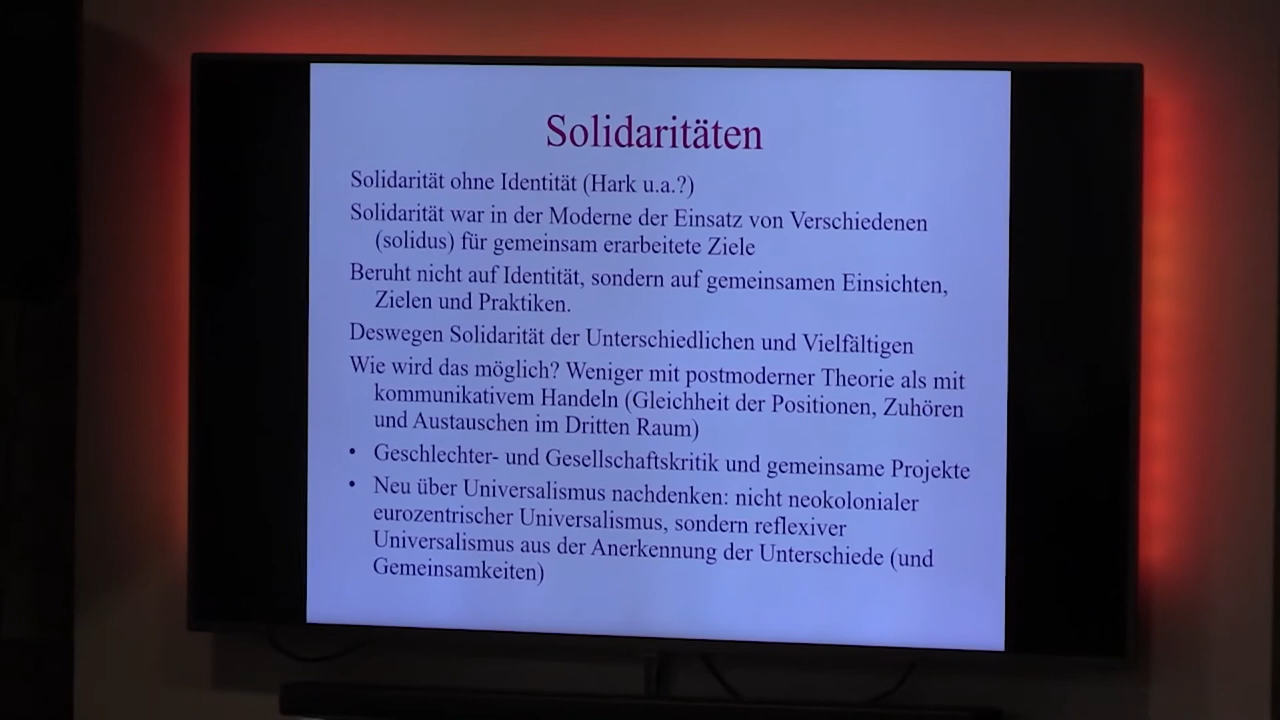 Solidaritäten
Solidarität ohne Identität (Hark u.a.?)
Solidarität war in der Moderne der Einsatz von Verschiedenen
(solidus) für gemeinsam erarbeitete Ziele
Beruht nicht auf Identität, sondern auf gemeinsamen Einsichten,
Zielen und Praktiken.
Deswegen Solidarität der Unterschiedlichen und Vielfältigen
Wie wird das möglich? Weniger mit postmoderner Theorie als mit
kommunikativem Handeln (Gleichheit der Positionen, Zuhören
und Austauschen im Dritten Raum)
• Geschlechter- und Gesellschaftskritik und gemeinsame Projekte
• Neu über Universalismus nachdenken: nicht neokolonialer
eurozentrischer Universalismus, sondern reflexiver
Universalismus aus der Anerkennung der Unterschiede (und
Gemeinsamkeiten)